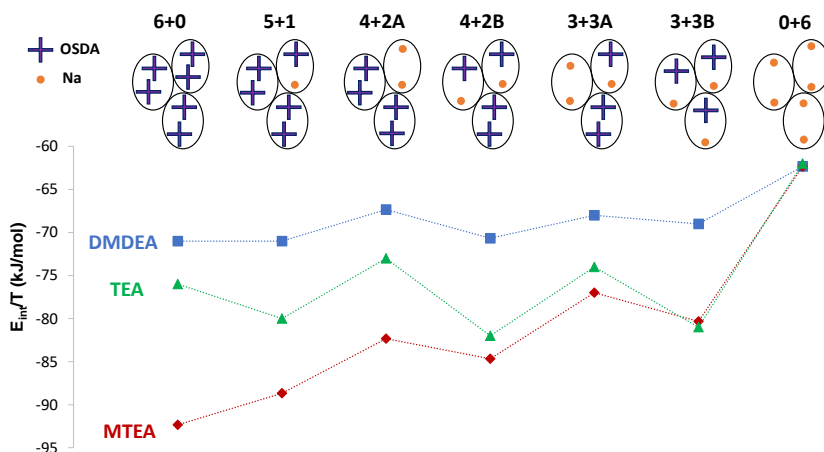 6+0 5+1 4+2A 4+2B 3+3A 3+3B 0+6
OSDA
Na
-60
-65
-70
-75
-80
-85
-90
-95
E_int/T (kJ/mol)
DMDEA
TEA
MTEA